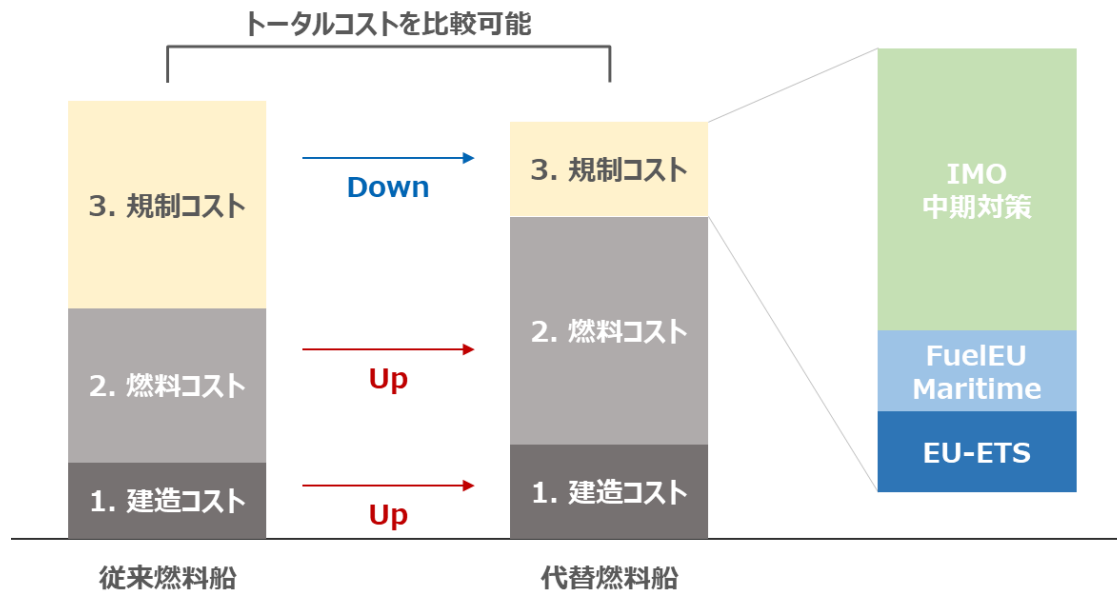 トータルコストを比較可能
3. 規制コスト
2. 燃料コスト
1. 建造コスト
Down
Up
Up
3. 規制コスト
2. 燃料コスト
1. 建造コスト
IMO
中期対策
FuelEU
Maritime
EU-ETS
従来燃料船
代替燃料船